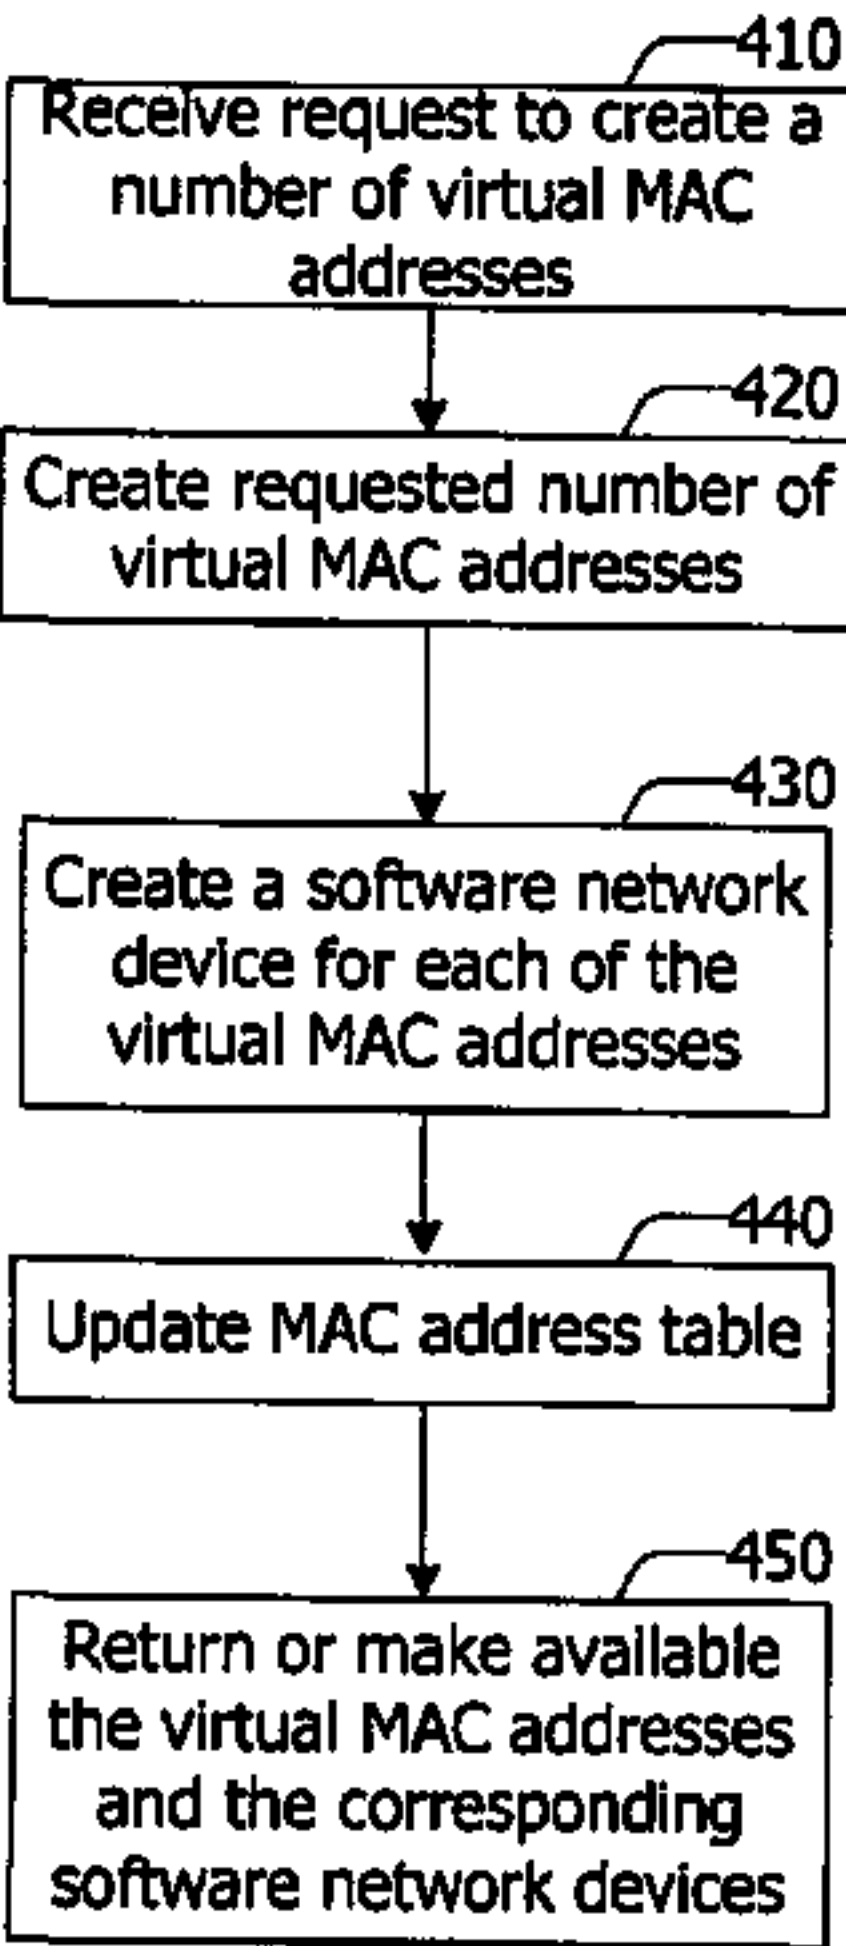 410
Receive request to create a
number of virtual MAC
addresses
420
Create requested number of
virtual MAC addresses
430
Create a software network
device for each of the
virtual MAC addresses
440
Update MAC address table
450
Return or make available
the virtual MAC addresses
and the corresponding
software network devices